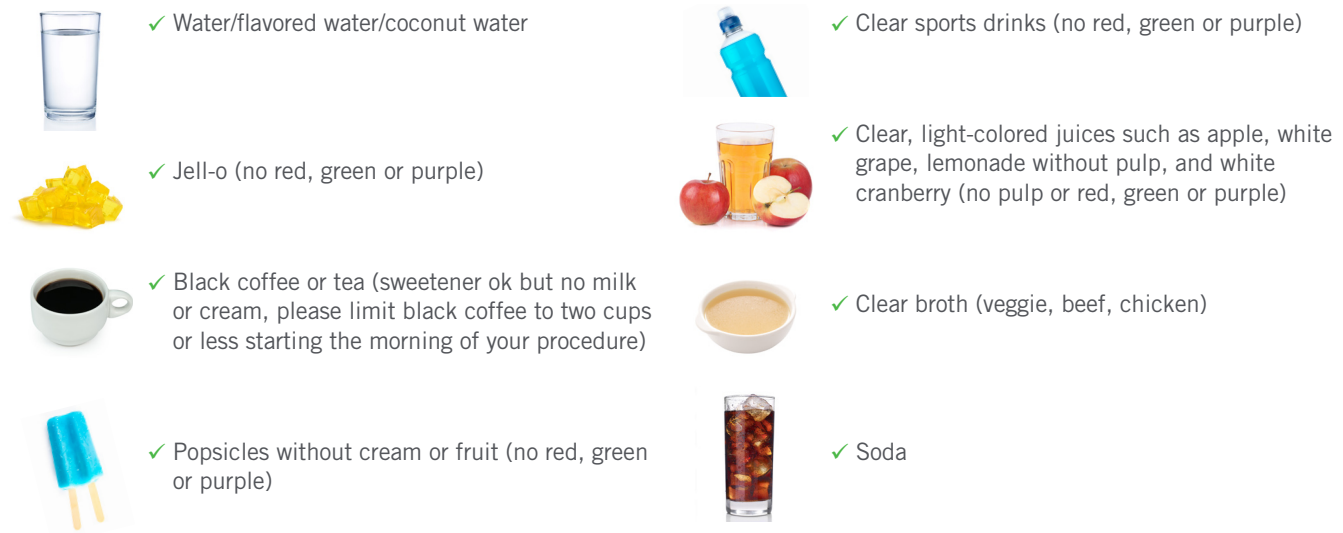 ✓ Water/flavored water/coconut water
✓ Jell-o (no red, green or purple)
✓ Black coffee or tea (sweetener ok but no milk
or cream, please limit black coffee to two cups
or less starting the morning of your procedure)
✓ Popsicles without cream or fruit (no red, green
or purple)
✓ Clear sports drinks (no red, green or purple)
✓ Clear, light-colored juices such as apple, white
grape, lemonade without pulp, and white
cranberry (no pulp or red, green or purple)
✓ Clear broth (veggie, beef, chicken)
✓ Soda